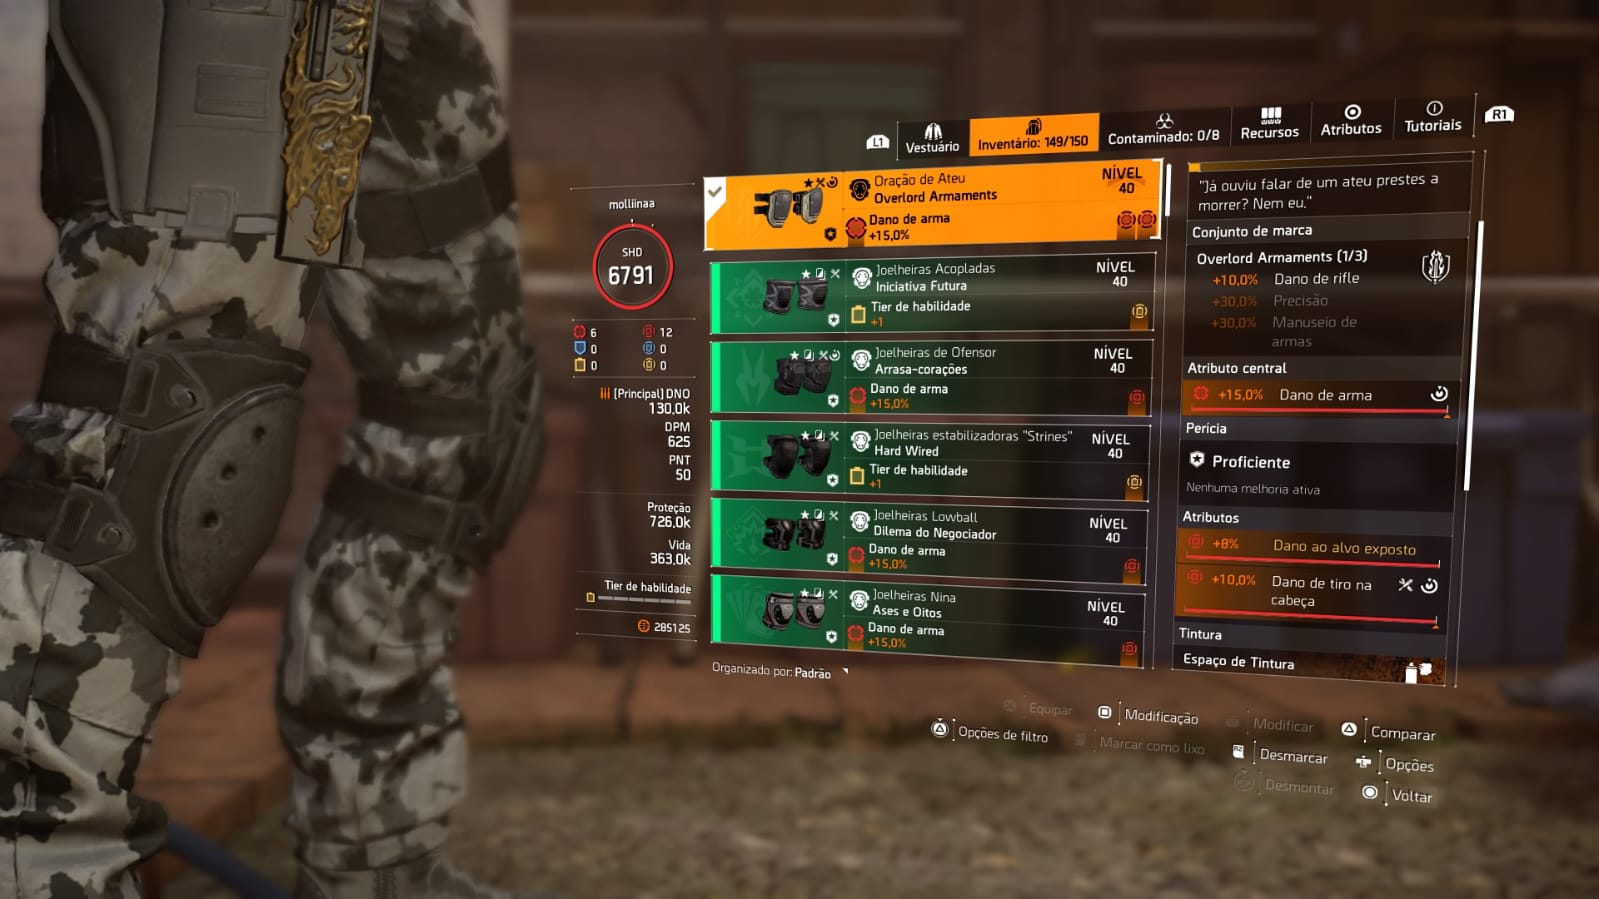 L1
Vestuário
Inventário: 149/150
Contaminado: 0/8
Recursos
Atributos
Tutoriais
R1
molliinaa
SHD
6791
6
12
0
0
0
0
[Principal] DNO
130,0k
DPM
625
PNT
50
Proteção
726,0k
Vida
363,0k
Tier de habilidade
285125
Oração de Ateu
Overlord Armaments
NÍVEL
40
Dano de arma
+15,0%
Joelheiras Acopladas
Iniciativa Futura
NÍVEL
40
Tier de habilidade
+1
Joelheiras de Ofensor
Arrasa-corações
NÍVEL
40
Dano de arma
+15,0%
Joelheiras estabilizadoras "Strines"
Hard Wired
NÍVEL
40
Tier de habilidade
+1
Joelheiras Lowball
Dilema do Negociador
NÍVEL
40
Dano de arma
+15,0%
Joelheiras Nina
Ases e Oitos
NÍVEL
40
Dano de arma
+15,0%
Organizado por: Padrão
"Já ouviu falar de um ateu prestes a
morrer? Nem eu."
Conjunto de marca
Overlord Armaments (1/3)
+10,0% Dano de rifle
+30,0% Precisão
+30,0% Manuseio de
armas
Atributo central
+15,0% Dano de arma
Perícia
Proficiente
Nenhuma melhoria ativa
Atributos
+8% Dano ao alvo exposto
+10,0% Dano de tiro na
cabeça
Tintura
Espaço de Tintura
Equipar
Modificação
Modificar
Comparar
Opções de filtro
Marcar como lixo
Desmarcar
Opções
Desmontar
Voltar